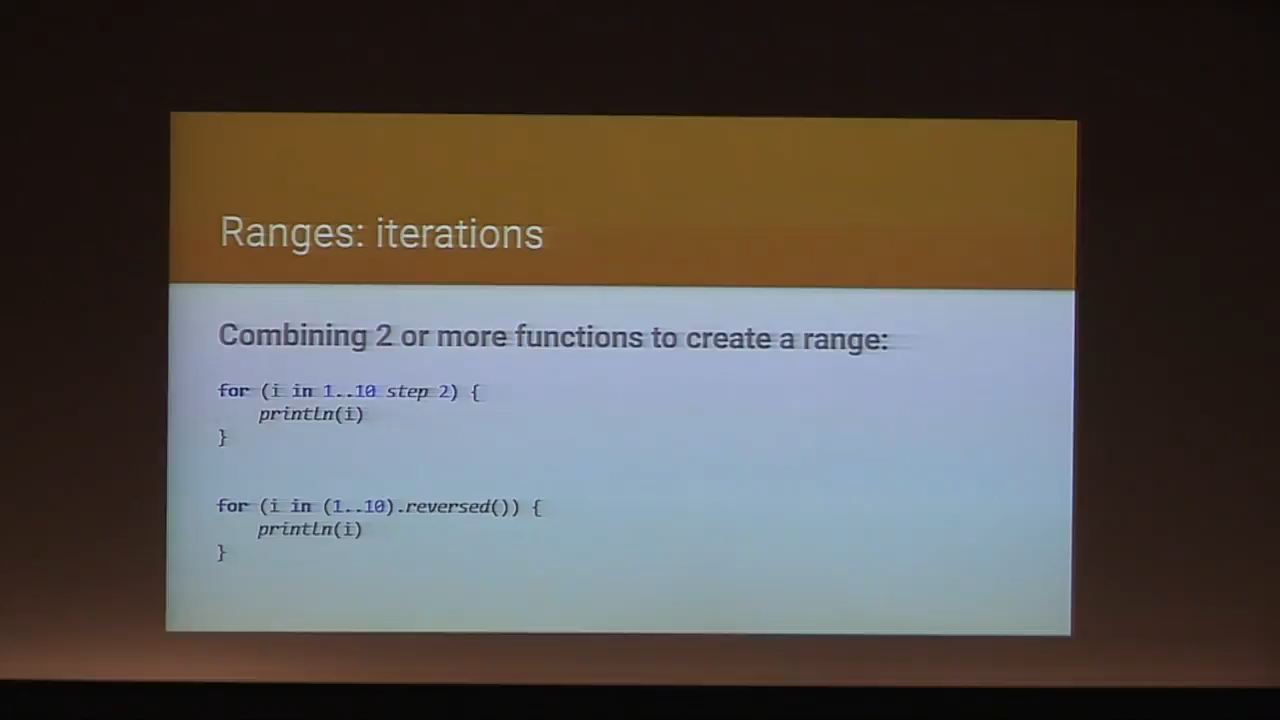 Ranges: iterations
Combining 2 or more functions to create a range:
for (i in 1..10 step 2) {
    println(i)
}
for (i in (1..10).reversed()) {
    println(i)
}